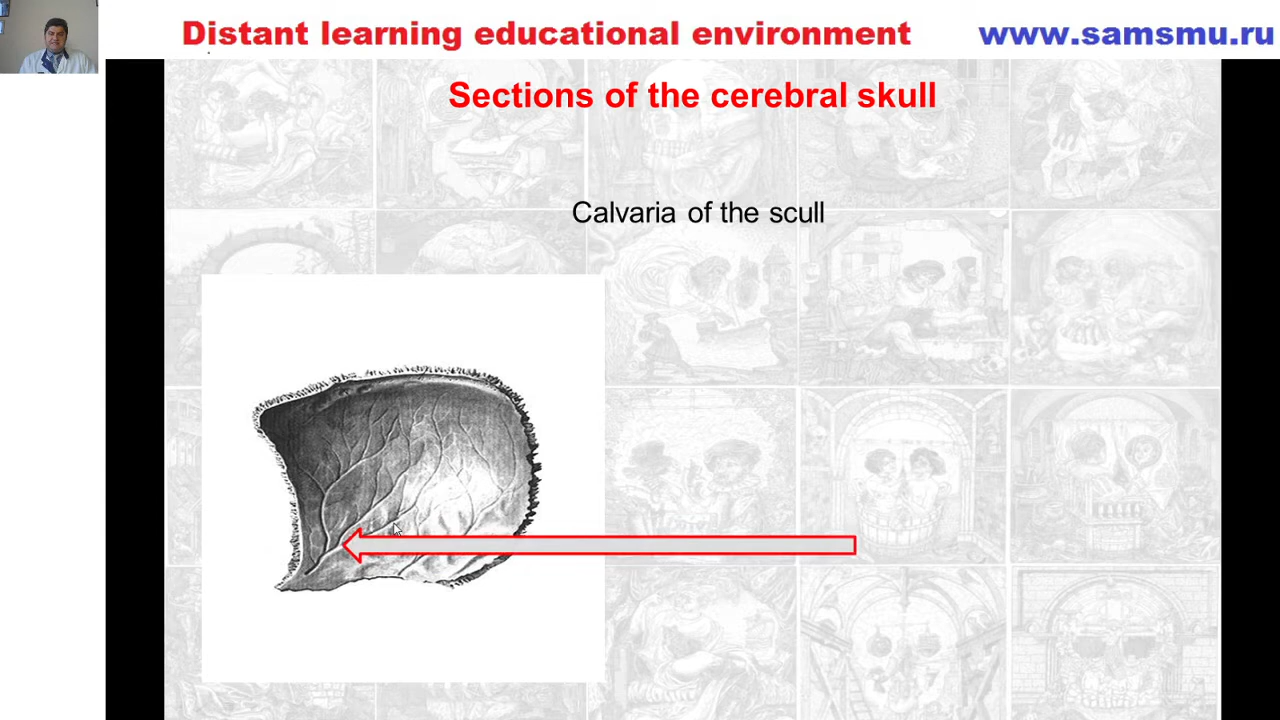 Distant learning educational environment
www.samsmu.ru
Sections of the cerebral skull
Calvaria of the scull